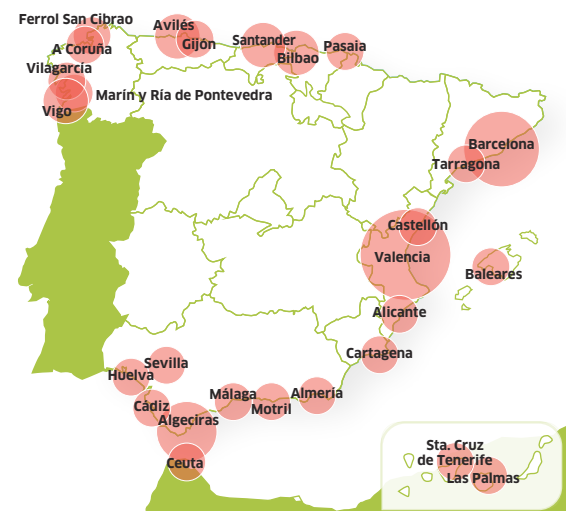 Ferrol San Cibrao
A Coruña
Avilés
Gijón
Santander
Bilbao
Pasaia
Vilagarcía
Marín y Ría de Pontevedra
Vigo
Barcelona
Tarragona
Castellón
Valencia
Baleares
Alicante
Cartagena
Sevilla
Huelva
Cádiz
Algeciras
Málaga
Motril
Almería
Ceuta
Sta. Cruz
de Tenerife
Las Palmas